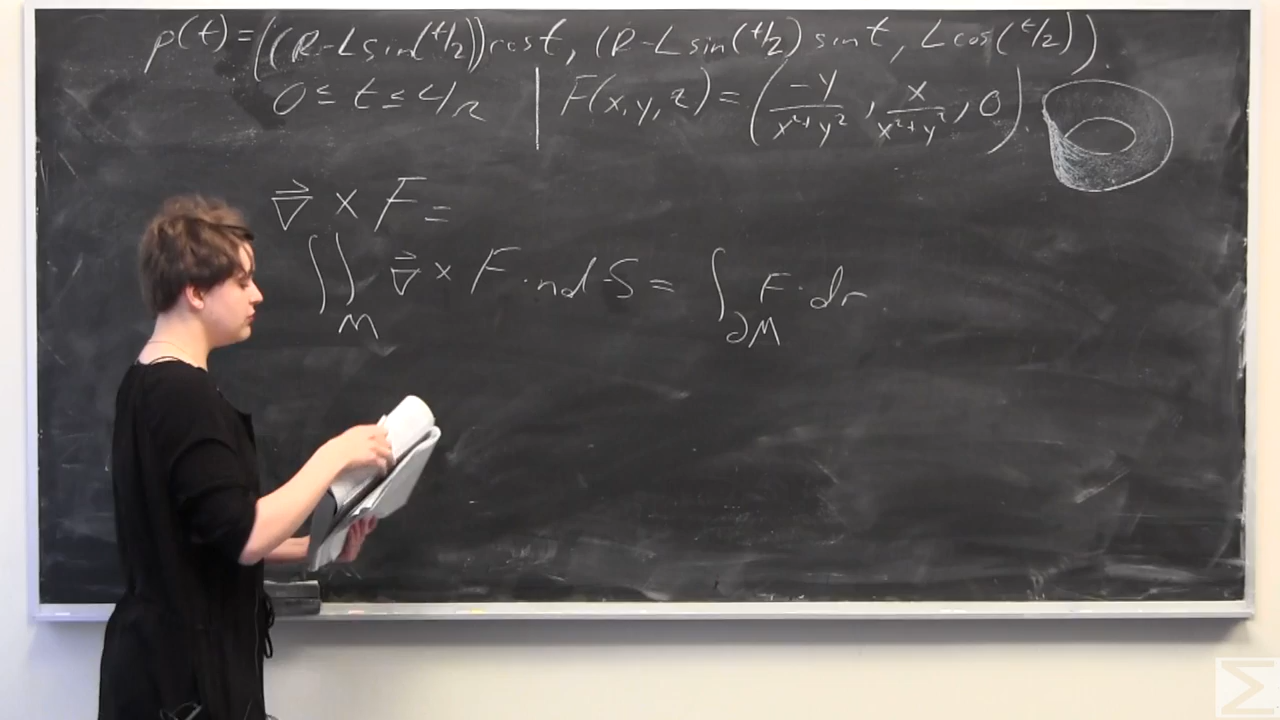 p(t) = ((R-L sin(t/2)) cos t, (R-L sin(t/2) sin t, L cos(t/2)).
0 ≤ t ≤ 4π | F(x,y,z) = (-y/(x²+y²), x/(x²+y²), 0).
∇⃗ × F =
∬_M ∇⃗ × F · n dS = ∫_∂M F · dr
Σ